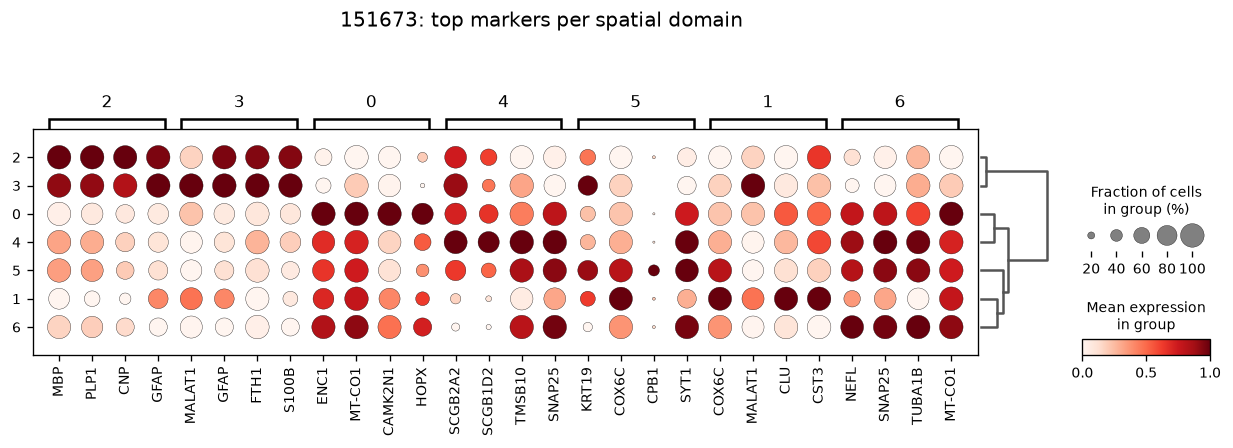 151673: top markers per spatial domain
2 3 0 4 5 1 6
2
3
0
4
5
1
6
MBP PLP1 CNP GFAP MALAT1 GFAP FTH1 S100B ENC1 MT-CO1 CAMK2N1 HOPX SCGB2A2 SCGB1D2 TMSB10 SNAP25 KRT19 COX6C CPB1 SYT1 COX6C MALAT1 CLU CST3 NEFL SNAP25 TUBA1B MT-CO1
Fraction of cells
in group (%)
20 40 60 80 100
Mean expression
in group
0.0 0.5 1.0